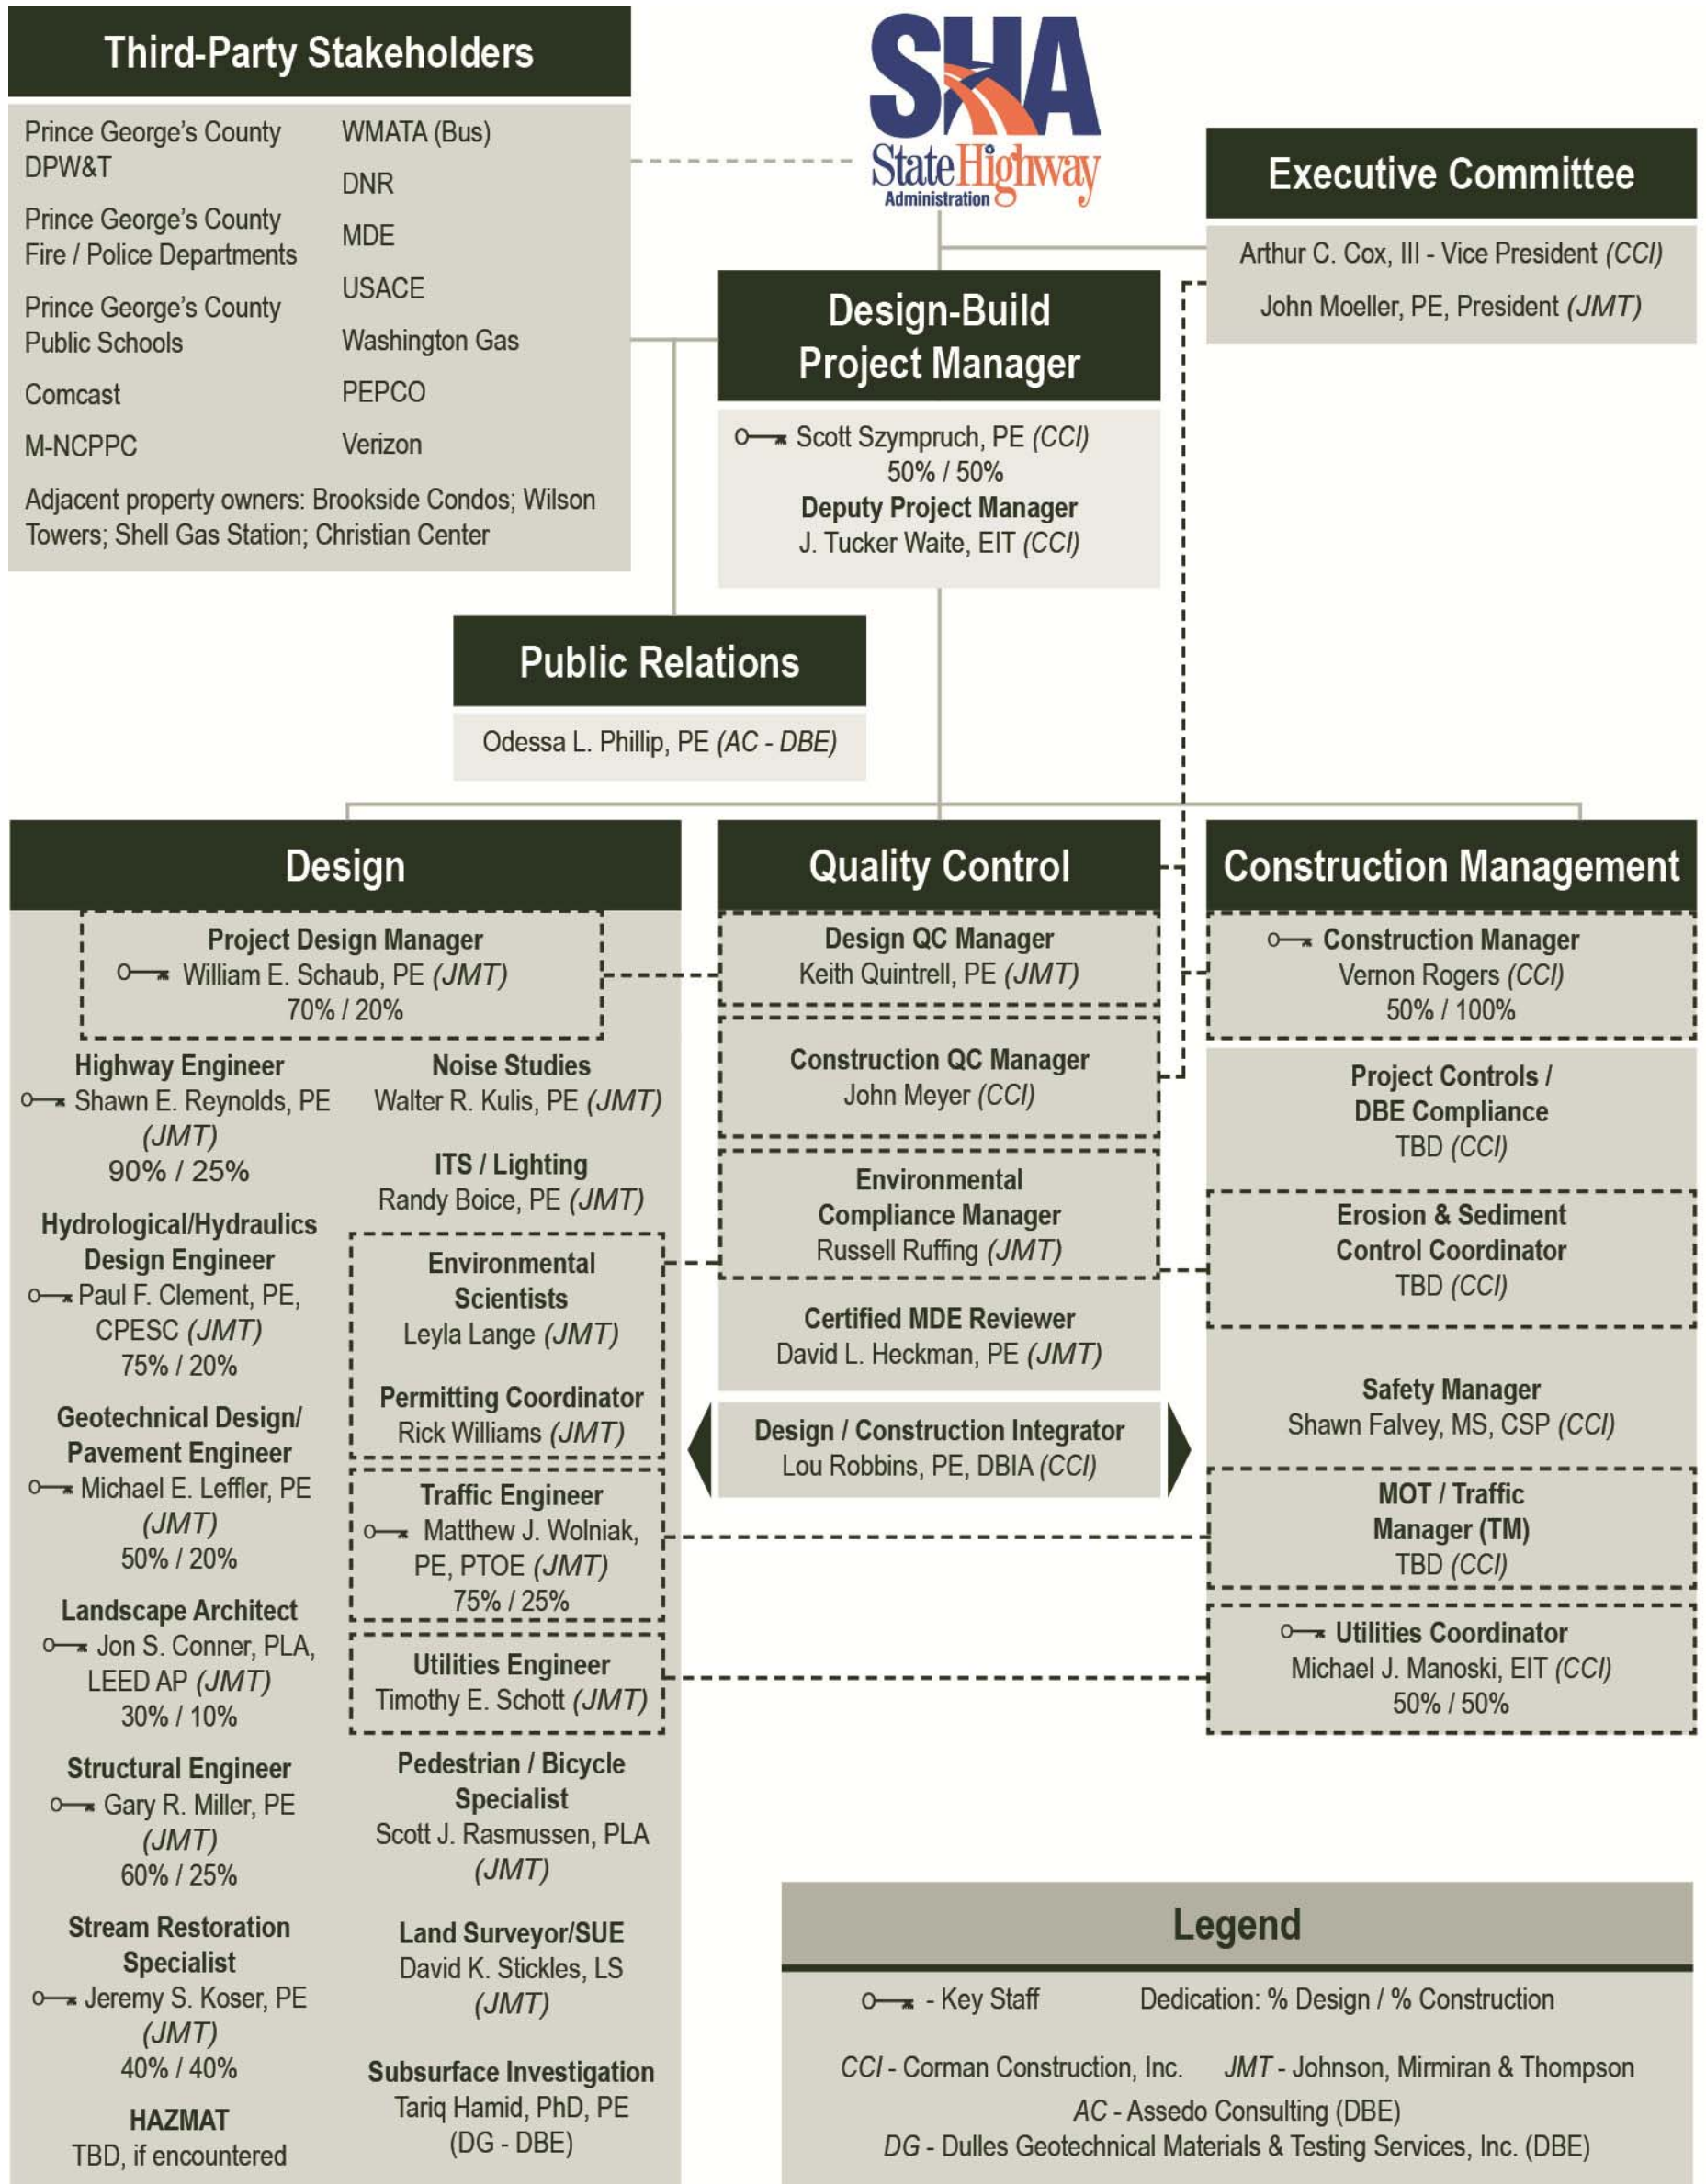 Third-Party Stakeholders
Prince George's County
DPW&T
Prince George's County
Fire / Police Departments
Prince George's County
Public Schools
Comcast
M-NCPPC
WMATA (Bus)
DNR
MDE
USACE
Washington Gas
PEPCO
Verizon
Adjacent property owners: Brookside Condos; Wilson
Towers; Shell Gas Station; Christian Center
SHA
State Highway
Administration
Executive Committee
Arthur C. Cox, III - Vice President (CCI)
John Moeller, PE, President (JMT)
Design-Build
Project Manager
Scott Szympruch, PE (CCI)
50% / 50%
Deputy Project Manager
J. Tucker Waite, EIT (CCI)
Public Relations
Odessa L. Phillip, PE (AC - DBE)
Design
Project Design Manager
William E. Schaub, PE (JMT)
70% / 20%
Highway Engineer
Shawn E. Reynolds, PE
(JMT)
90% / 25%
Hydrological/Hydraulics
Design Engineer
Paul F. Clement, PE,
CPESC (JMT)
75% / 20%
Geotechnical Design/
Pavement Engineer
Michael E. Leffler, PE
(JMT)
50% / 20%
Landscape Architect
Jon S. Conner, PLA,
LEED AP (JMT)
30% / 10%
Structural Engineer
Gary R. Miller, PE
(JMT)
60% / 25%
Stream Restoration
Specialist
Jeremy S. Koser, PE
(JMT)
40% / 40%
HAZMAT
TBD, if encountered
Noise Studies
Walter R. Kulis, PE (JMT)
ITS / Lighting
Randy Boice, PE (JMT)
Environmental
Scientists
Leyla Lange (JMT)
Permitting Coordinator
Rick Williams (JMT)
Traffic Engineer
Matthew J. Wolniak,
PE, PTOE (JMT)
75% / 25%
Utilities Engineer
Timothy E. Schott (JMT)
Pedestrian / Bicycle
Specialist
Scott J. Rasmussen, PLA
(JMT)
Land Surveyor/SUE
David K. Stickles, LS
(JMT)
Subsurface Investigation
Tariq Hamid, PhD, PE
(DG - DBE)
Quality Control
Design QC Manager
Keith Quintrell, PE (JMT)
Construction QC Manager
John Meyer (CCI)
Environmental
Compliance Manager
Russell Ruffing (JMT)
Certified MDE Reviewer
David L. Heckman, PE (JMT)
Design / Construction Integrator
Lou Robbins, PE, DBIA (CCI)
Construction Management
Construction Manager
Vernon Rogers (CCI)
50% / 100%
Project Controls /
DBE Compliance
TBD (CCI)
Erosion & Sediment
Control Coordinator
TBD (CCI)
Safety Manager
Shawn Falvey, MS, CSP (CCI)
MOT / Traffic
Manager (TM)
TBD (CCI)
Utilities Coordinator
Michael J. Manoski, EIT (CCI)
50% / 50%
Legend
- Key Staff
Dedication: % Design / % Construction
CCI - Corman Construction, Inc.
JMT - Johnson, Mirmiran & Thompson
AC - Assedo Consulting (DBE)
DG - Dulles Geotechnical Materials & Testing Services, Inc. (DBE)